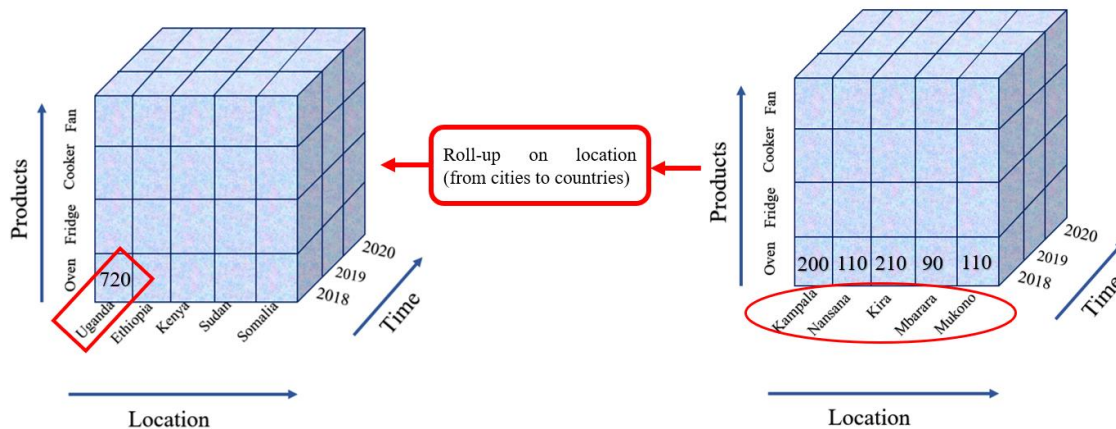 Products
Fan
Cooker
Fridge
Oven
720
Uganda
Ethiopia
Kenya
Sudan
Somalia
2018
2019
2020
Time
Location
Roll-up on location
(from cities to countries)
Products
Fan
Cooker
Fridge
Oven
200 110 210 90 110
Kampala
Nansana
Kira
Mbarara
Mukono
2018
2019
2020
Time
Location